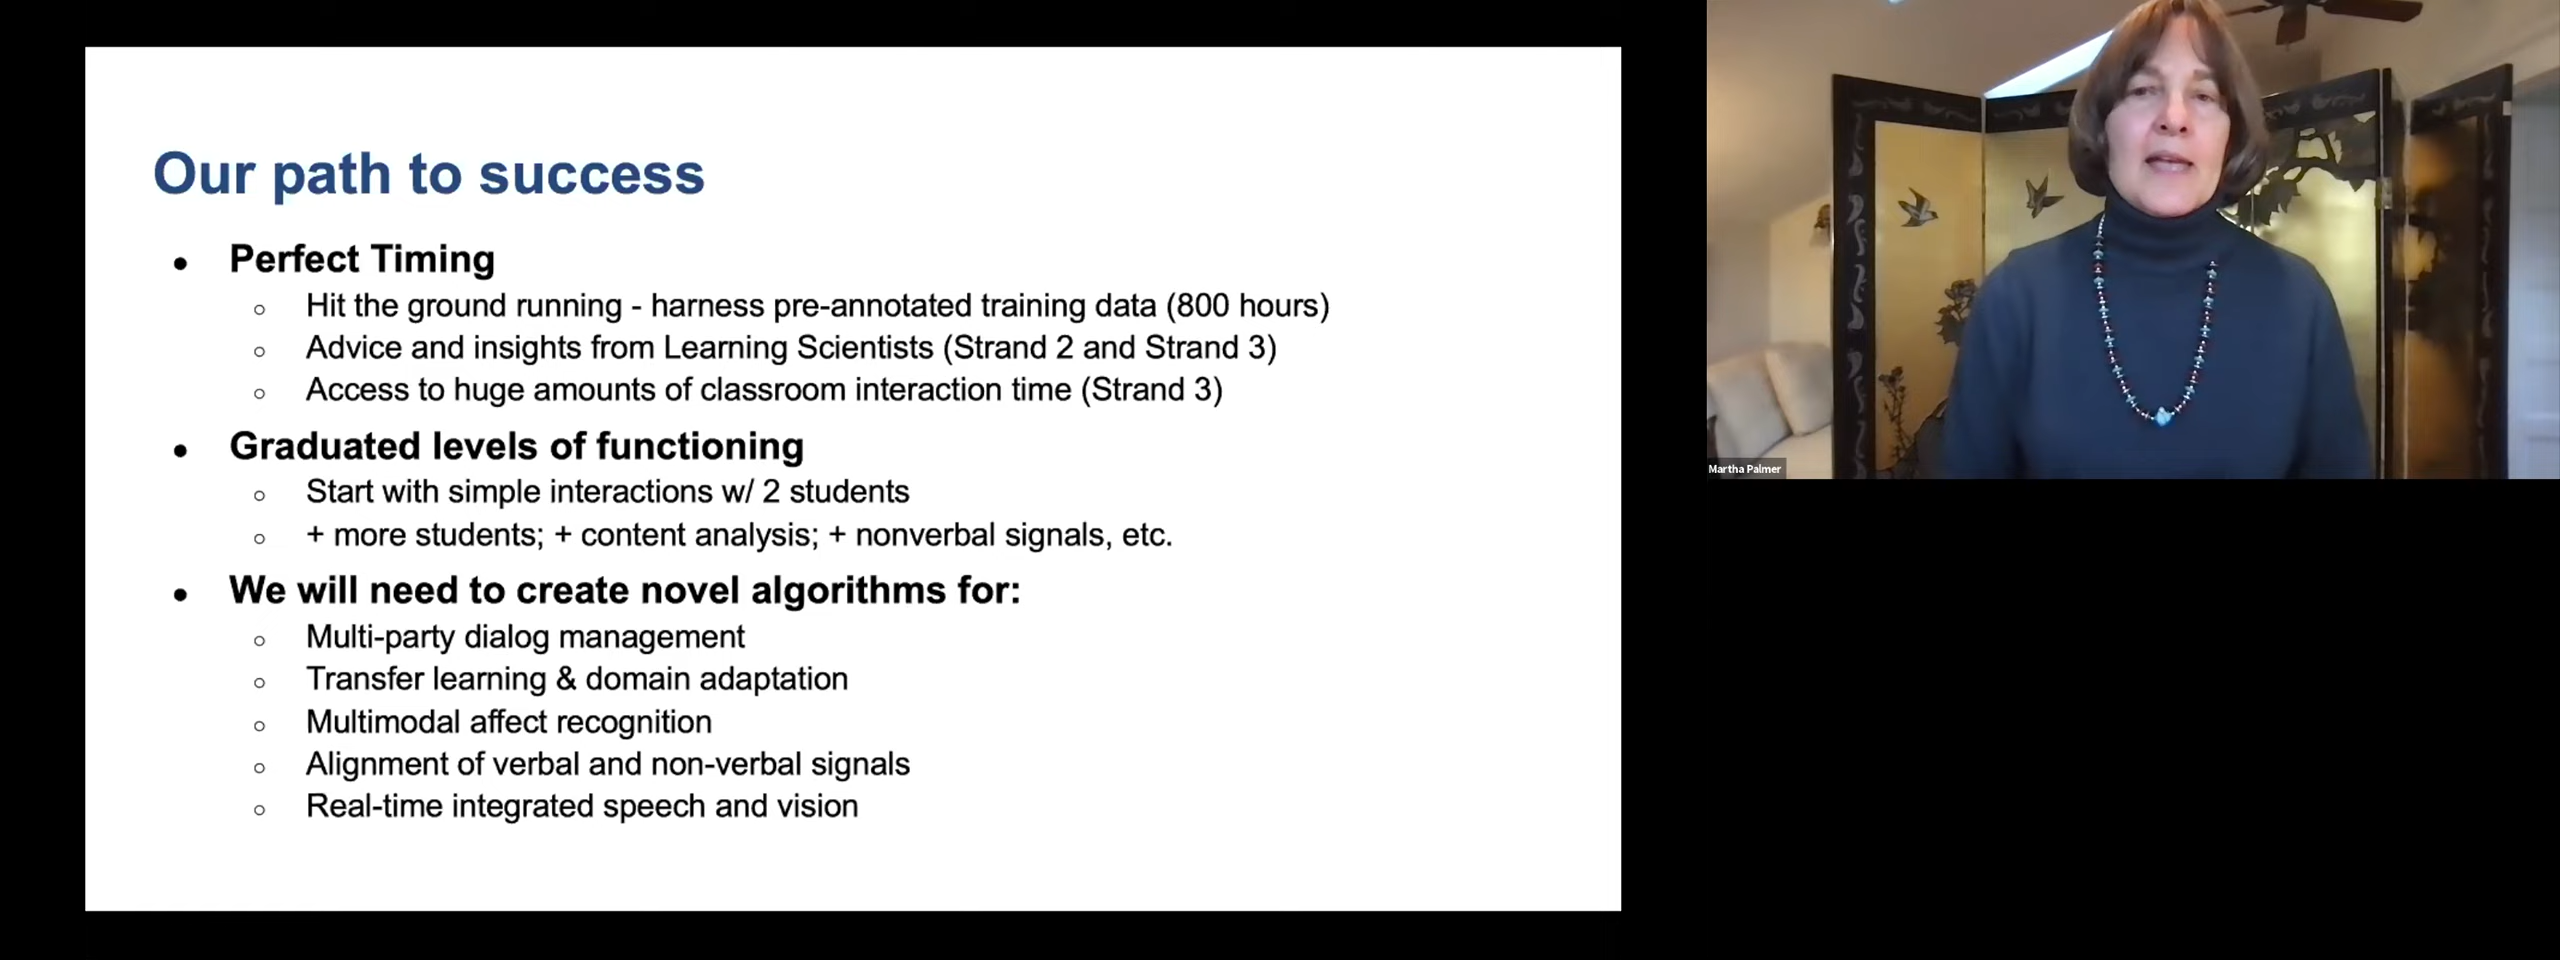 Our path to success
● Perfect Timing
○ Hit the ground running - harness pre-annotated training data (800 hours)
○ Advice and insights from Learning Scientists (Strand 2 and Strand 3)
○ Access to huge amounts of classroom interaction time (Strand 3)
● Graduated levels of functioning
○ Start with simple interactions w/ 2 students
○ + more students; + content analysis; + nonverbal signals, etc.
● We will need to create novel algorithms for:
○ Multi-party dialog management
○ Transfer learning & domain adaptation
○ Multimodal affect recognition
○ Alignment of verbal and non-verbal signals
○ Real-time integrated speech and vision
Martha Palmer